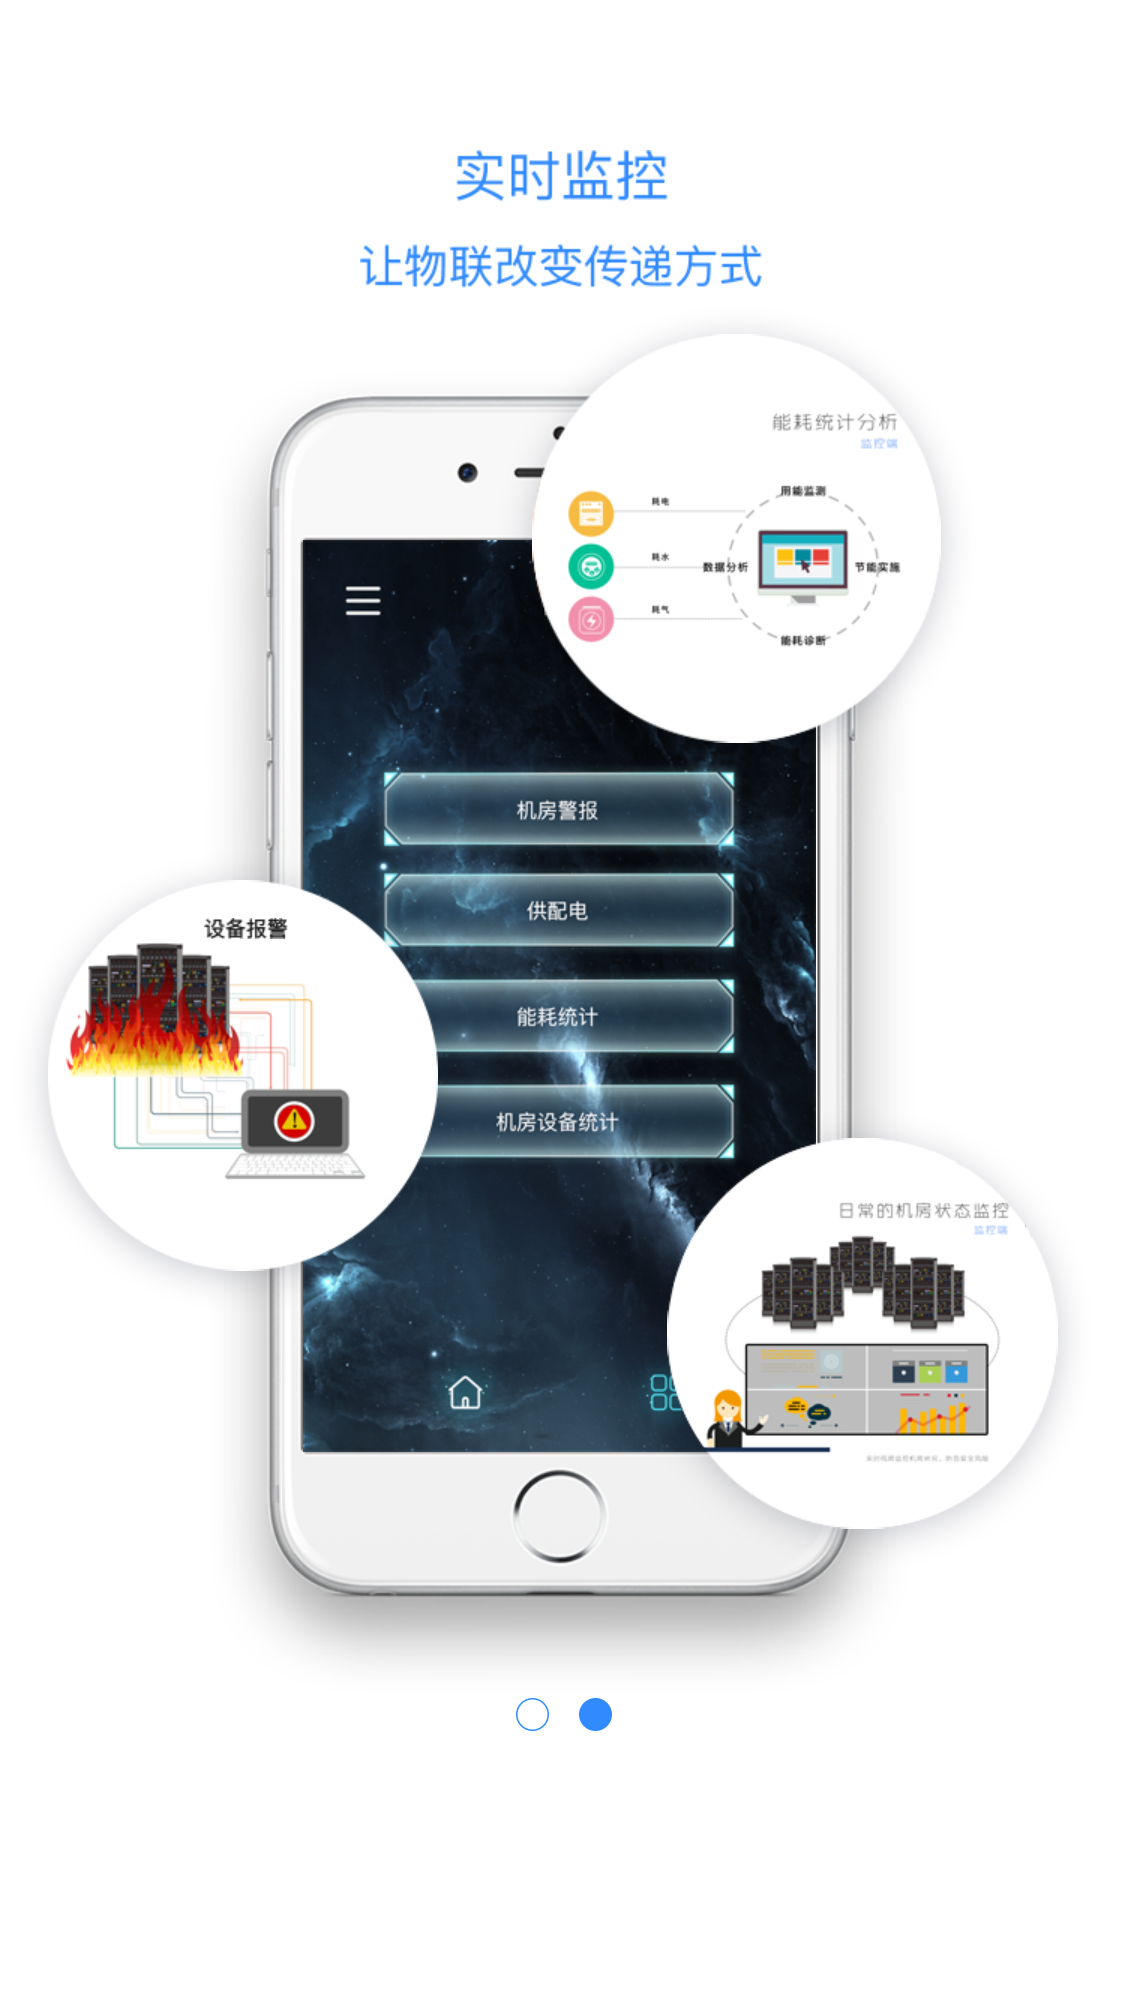 实时监控
让物联改变传递方式
能耗统计分析
监控端
用能监测
耗电
耗水
数据分析
节能实施
耗气
能耗诊断
机房警报
供配电
设备报警
能耗统计
机房设备统计
日常的机房状态监控
监控端